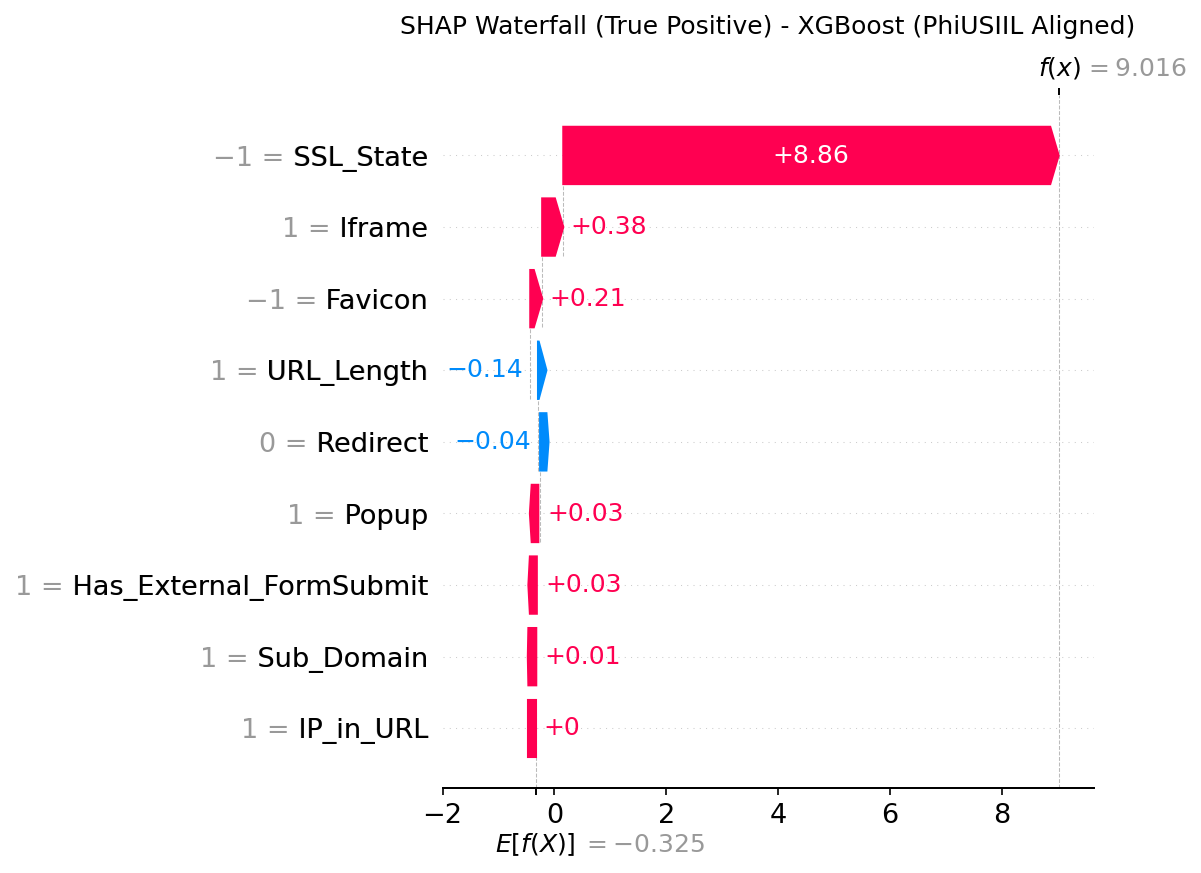 SHAP Waterfall (True Positive) - XGBoost (PhiUSIIL Aligned)
f(x) = 9.016
−1 = SSL_State +8.86
1 = Iframe +0.38
−1 = Favicon +0.21
1 = URL_Length −0.14
0 = Redirect −0.04
1 = Popup +0.03
1 = Has_External_FormSubmit +0.03
1 = Sub_Domain +0.01
1 = IP_in_URL +0
−2 0 2 4 6 8
E[f(X)] = −0.325